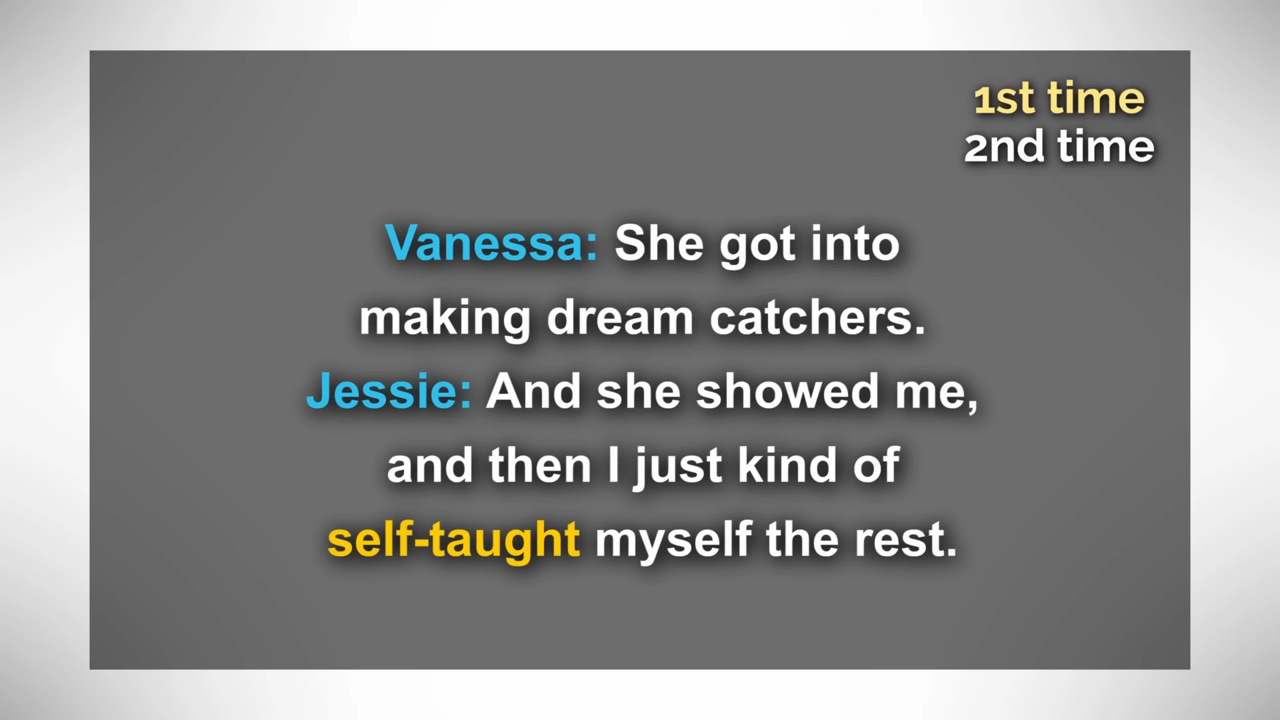 1st time
2nd time
Vanessa: She got into
making dream catchers.
Jessie: And she showed me,
and then I just kind of
self-taught myself the rest.